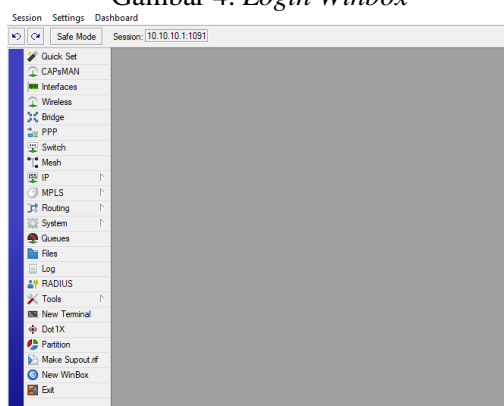 Gambar 4. Login Winbox
Session Settings Dashboard
Safe Mode Session: 10.10.10.1:1091
Quick Set
CAPsMAN
Interfaces
Wireless
Bridge
PPP
Switch
Mesh
IP
MPLS
Routing
System
Queues
Files
Log
RADIUS
Tools
New Terminal
Dot1X
Partition
Make Supout.rif
New WinBox
Exit